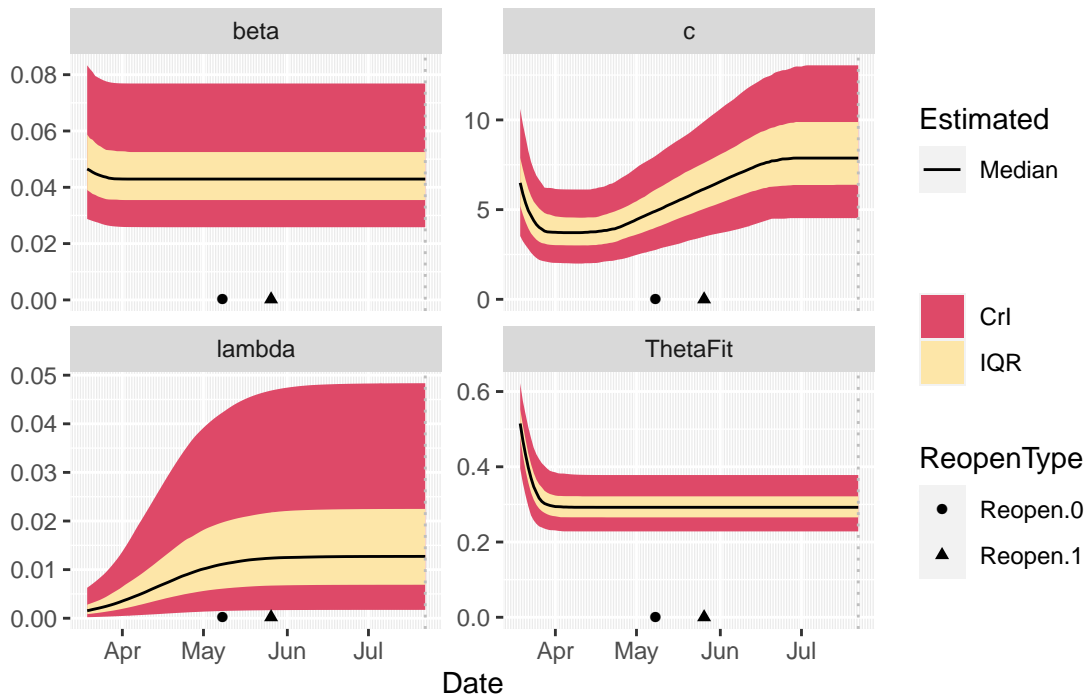 beta
c
0.08
0.06
0.04
0.02
0.00
10
5
0
lambda
ThetaFit
0.05
0.04
0.03
0.02
0.01
0.00
0.6
0.4
0.2
0.0
Apr May Jun Jul
Apr May Jun Jul
Date
Estimated
Median
CrI
IQR
ReopenType
Reopen.0
Reopen.1